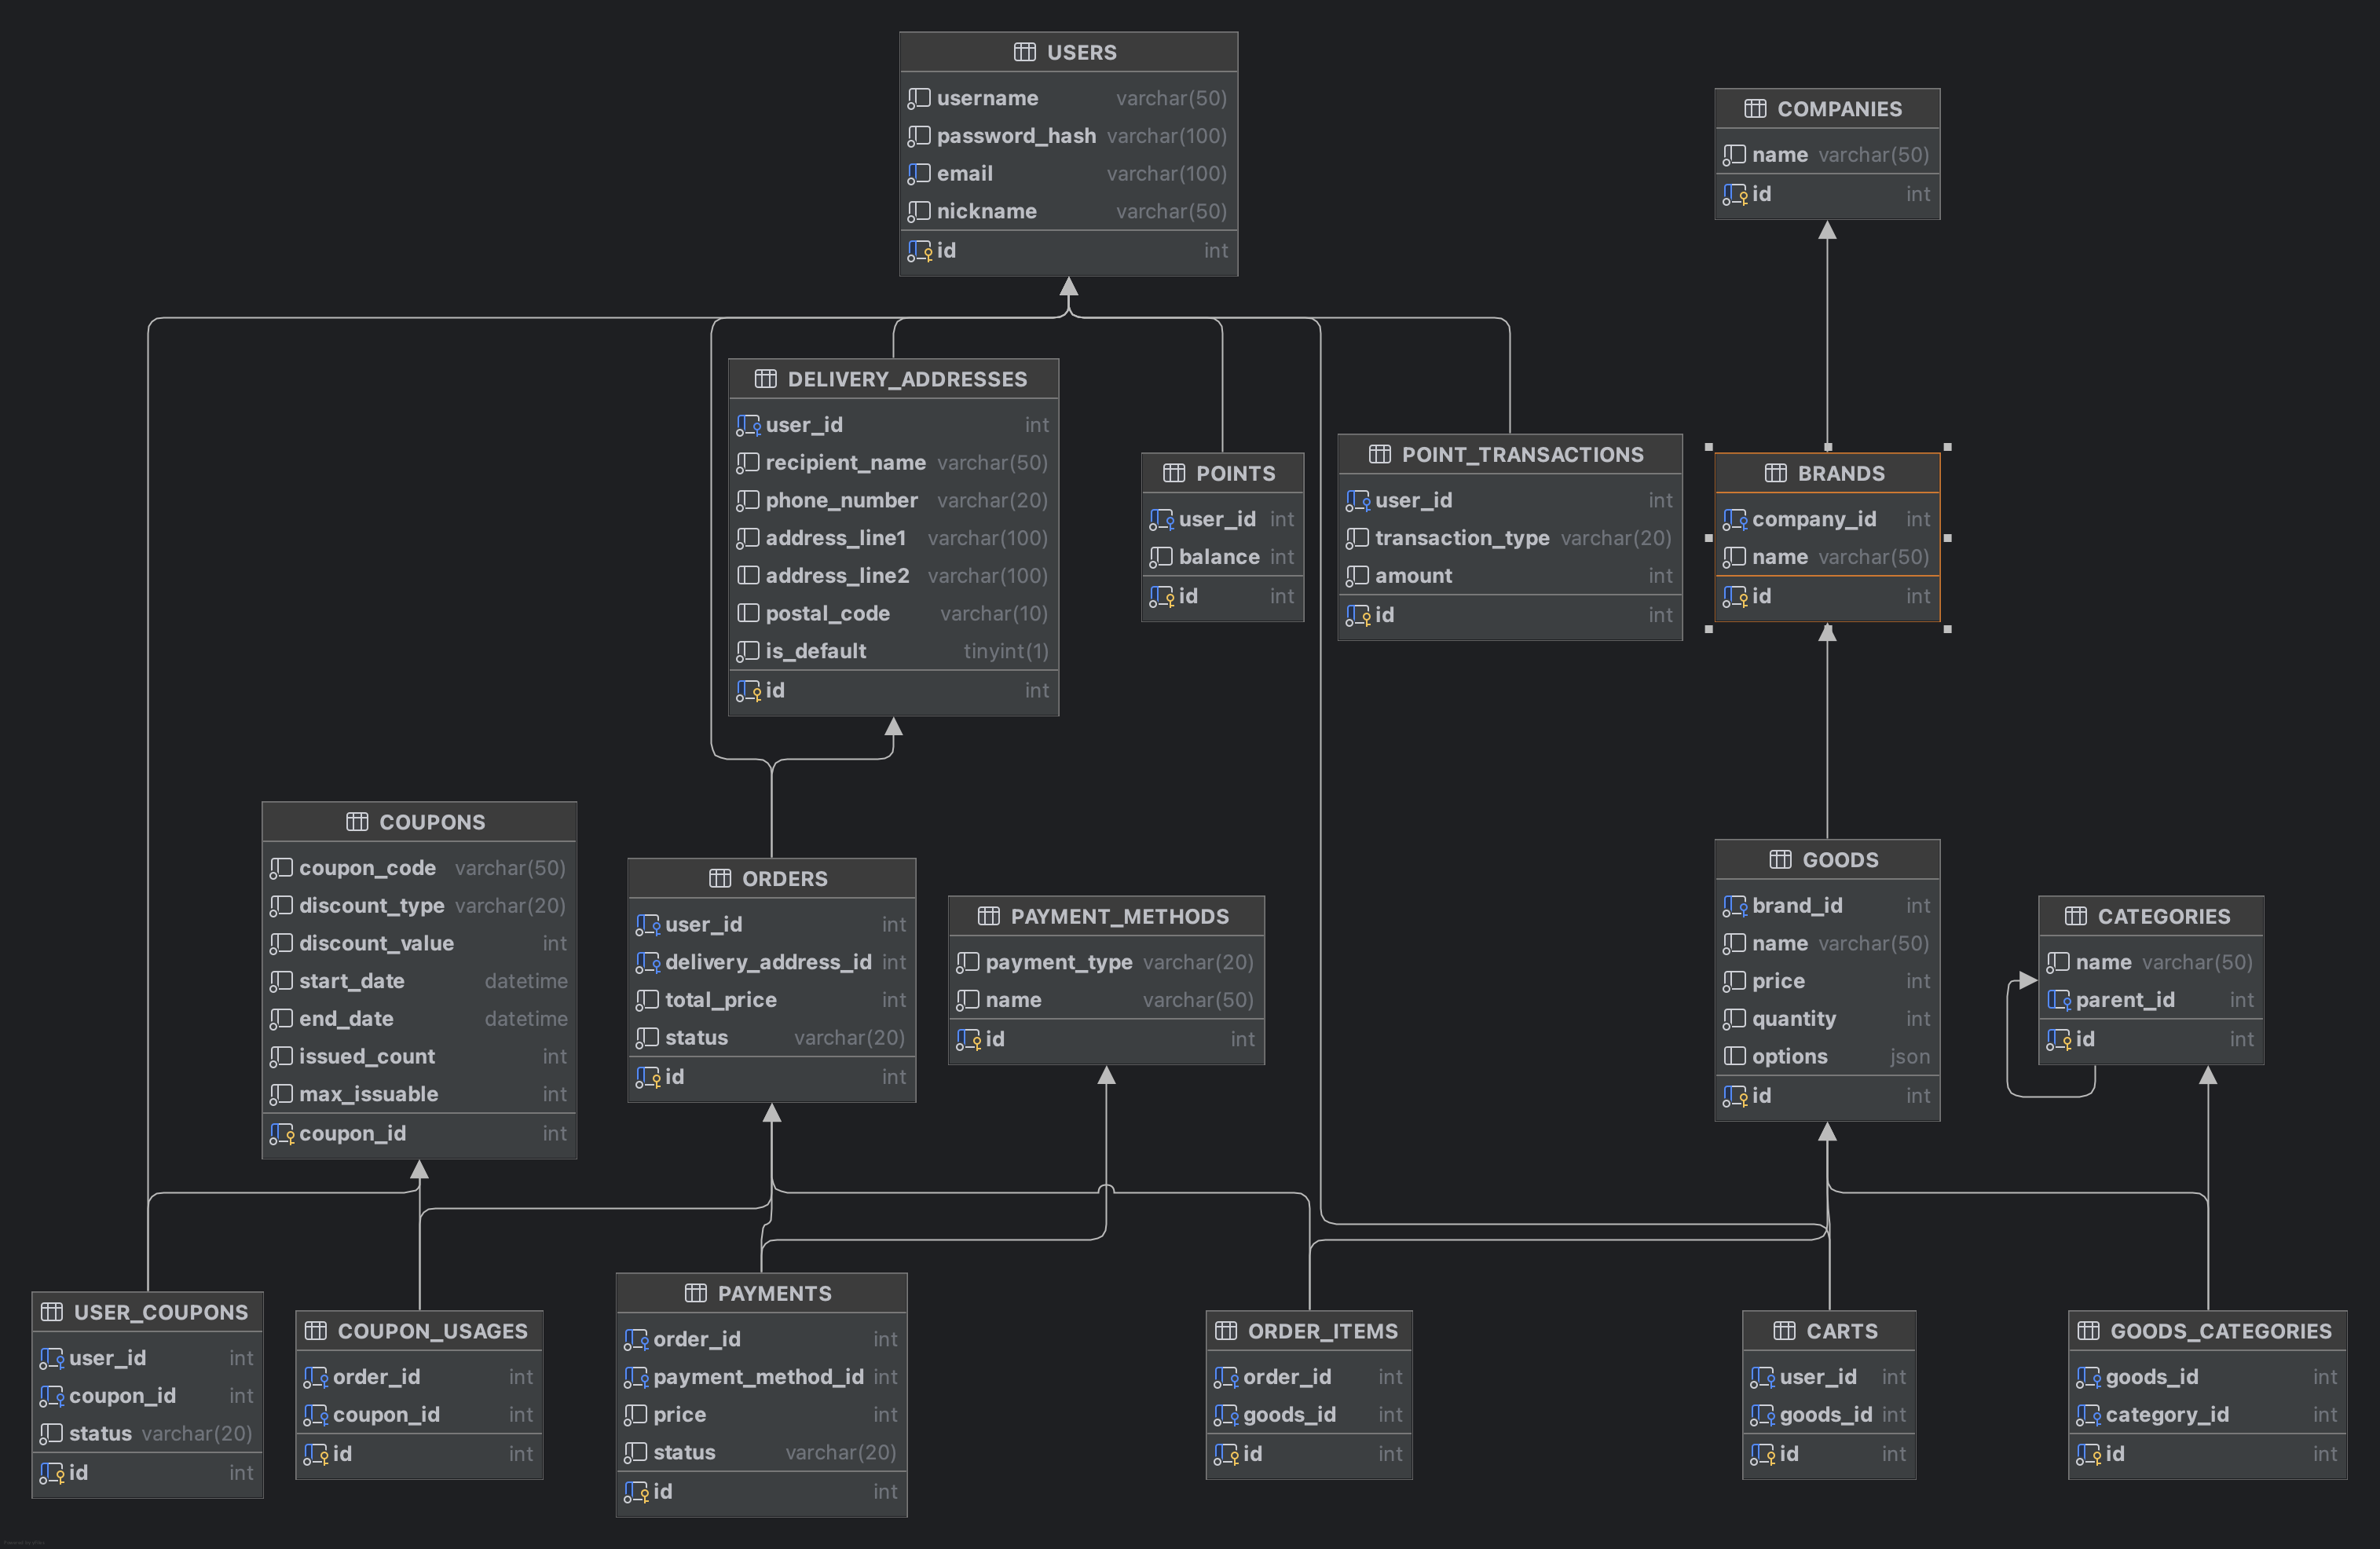 USERS
username varchar(50)
password_hash varchar(100)
email varchar(100)
nickname varchar(50)
id int
COMPANIES
name varchar(50)
id int
DELIVERY_ADDRESSES
user_id int
recipient_name varchar(50)
phone_number varchar(20)
address_line1 varchar(100)
address_line2 varchar(100)
postal_code varchar(10)
is_default tinyint(1)
id int
POINTS
user_id int
balance int
id int
POINT_TRANSACTIONS
user_id int
transaction_type varchar(20)
amount int
id int
BRANDS
company_id int
name varchar(50)
id int
COUPONS
coupon_code varchar(50)
discount_type varchar(20)
discount_value int
start_date datetime
end_date datetime
issued_count int
max_issuable int
coupon_id int
ORDERS
user_id int
delivery_address_id int
total_price int
status varchar(20)
id int
PAYMENT_METHODS
payment_type varchar(20)
name varchar(50)
id int
GOODS
brand_id int
name varchar(50)
price int
quantity int
options json
id int
CATEGORIES
name varchar(50)
parent_id int
id int
USER_COUPONS
user_id int
coupon_id int
status varchar(20)
id int
COUPON_USAGES
order_id int
coupon_id int
id int
PAYMENTS
order_id int
payment_method_id int
price int
status varchar(20)
id int
ORDER_ITEMS
order_id int
goods_id int
id int
CARTS
user_id int
goods_id int
id int
GOODS_CATEGORIES
goods_id int
category_id int
id int